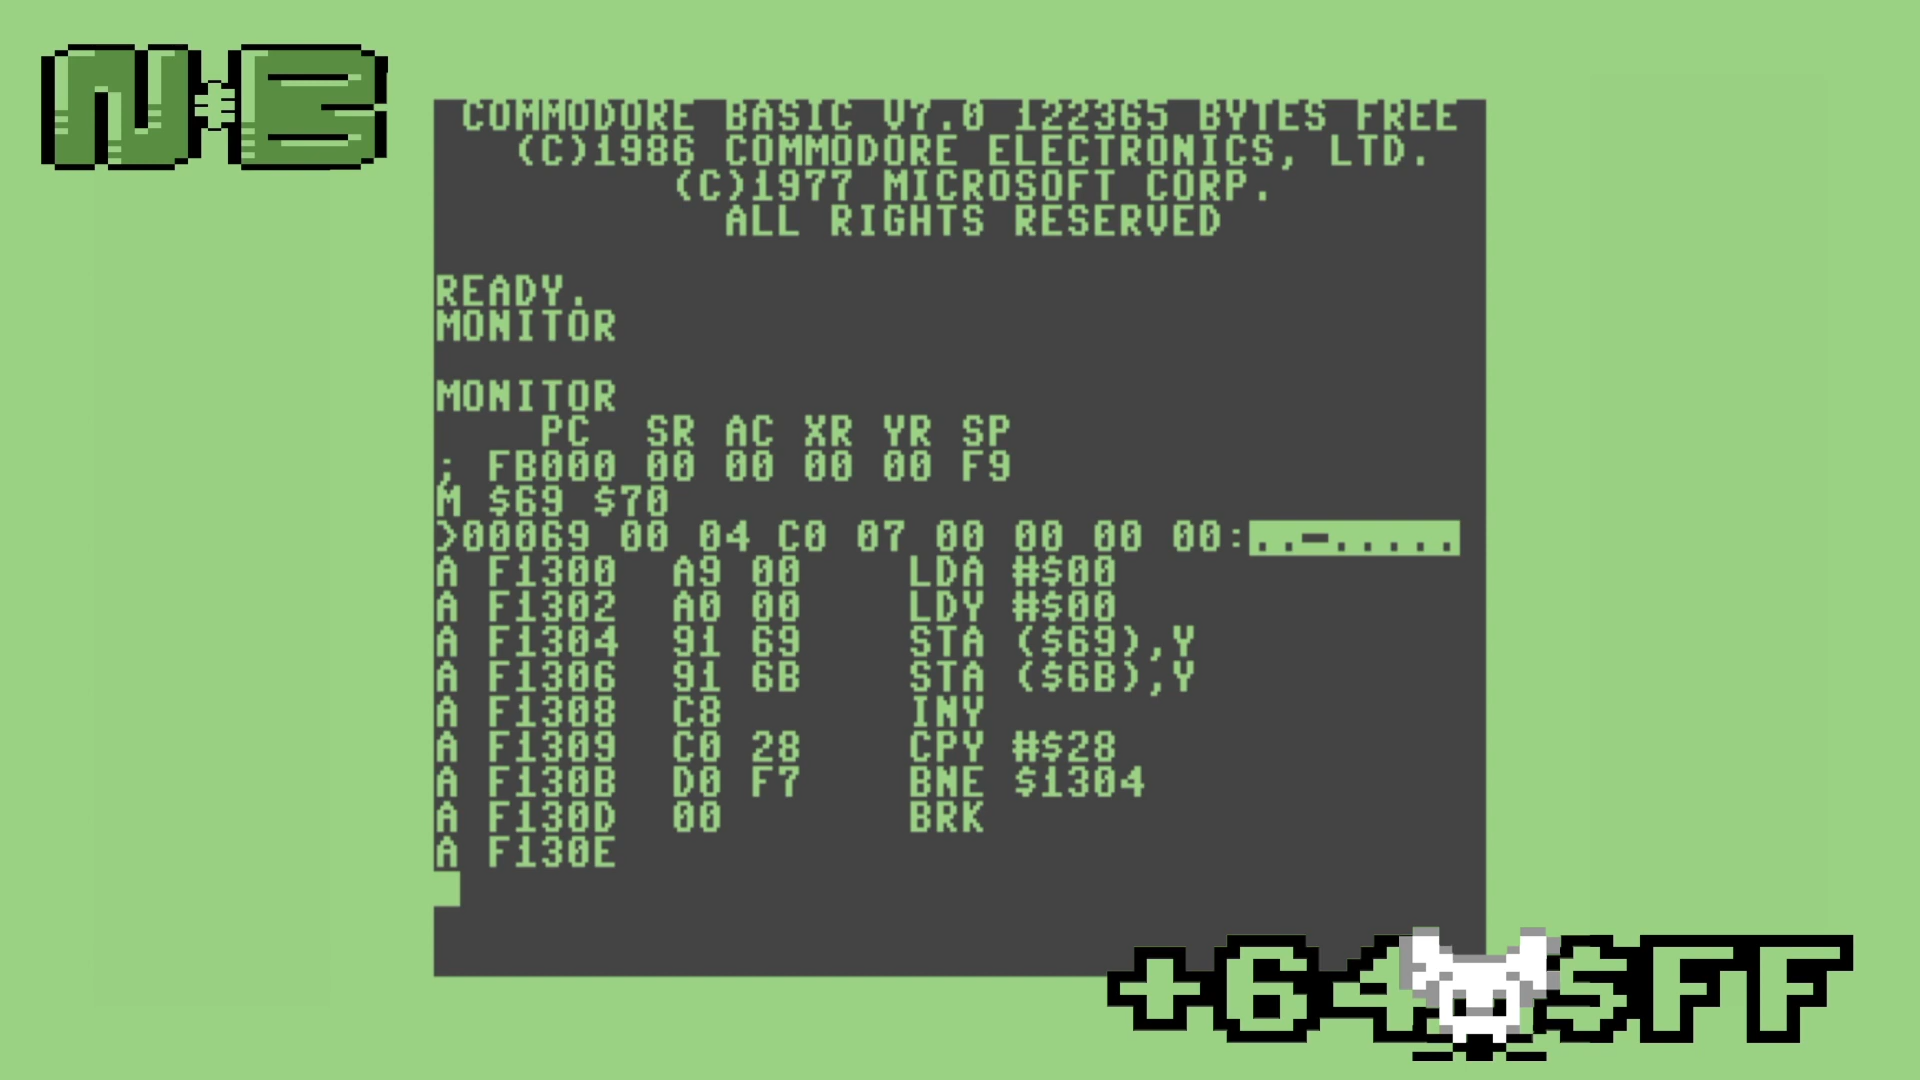 N*B
COMMODORE BASIC V7.0 122365 BYTES FREE
(C)1986 COMMODORE ELECTRONICS, LTD.
(C)1977 MICROSOFT CORP.
ALL RIGHTS RESERVED
READY.
MONITOR
MONITOR
PC SR AC XR YR SP
; FB000 00 00 00 00 F9
M $69 $70
>00069 00 04 C0 07 00 00 00 00:..-.....
A F1300 A9 00 LDA #$00
A F1302 A0 00 LDY #$00
A F1304 91 69 STA ($69),Y
A F1306 91 6B STA ($6B),Y
A F1308 C8 INY
A F1309 C0 28 CPY #$28
A F130B D0 F7 BNE $1304
A F130D 00 BRK
A F130E
+64 $FF